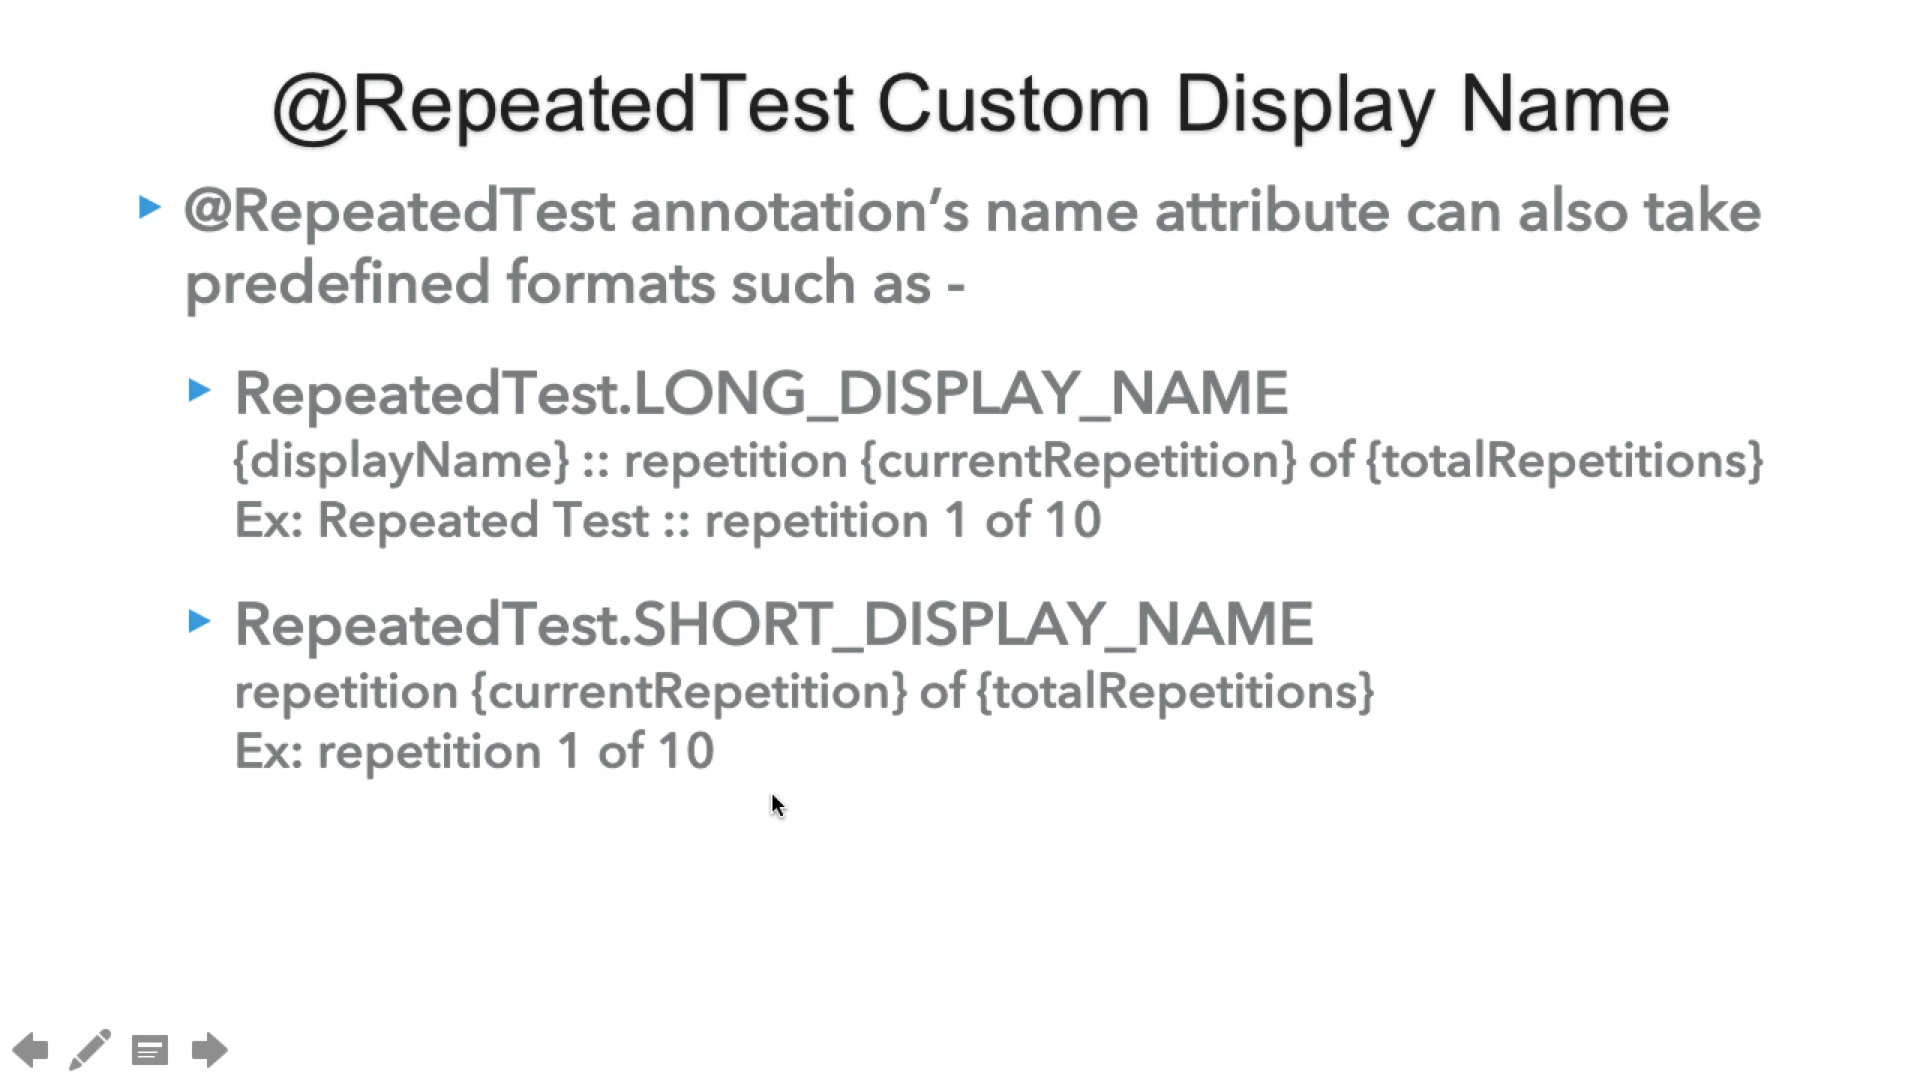 @RepeatedTest Custom Display Name
@RepeatedTest annotation’s name attribute can also take
predefined formats such as -
RepeatedTest.LONG_DISPLAY_NAME
{displayName} :: repetition {currentRepetition} of {totalRepetitions}
Ex: Repeated Test :: repetition 1 of 10
RepeatedTest.SHORT_DISPLAY_NAME
repetition {currentRepetition} of {totalRepetitions}
Ex: repetition 1 of 10